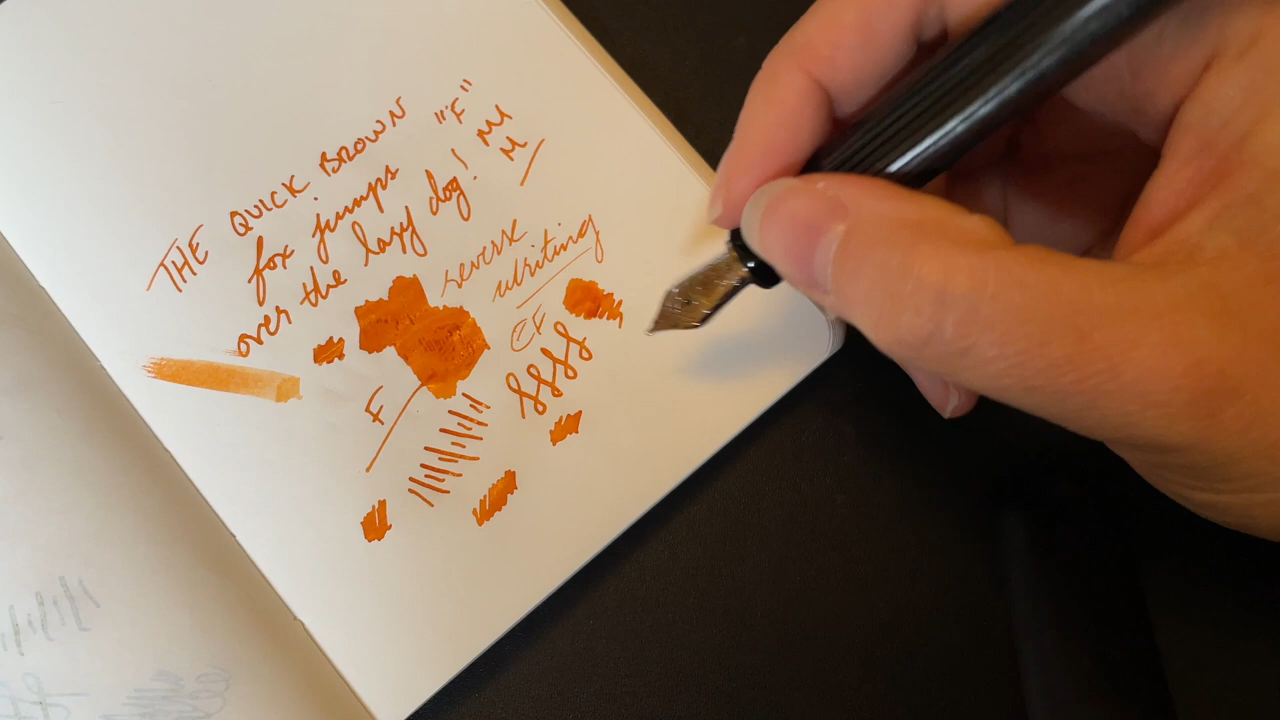 THE QUICK BROWN "F"
fox jumps
over the lazy dog!
reverse
writing
EF
F